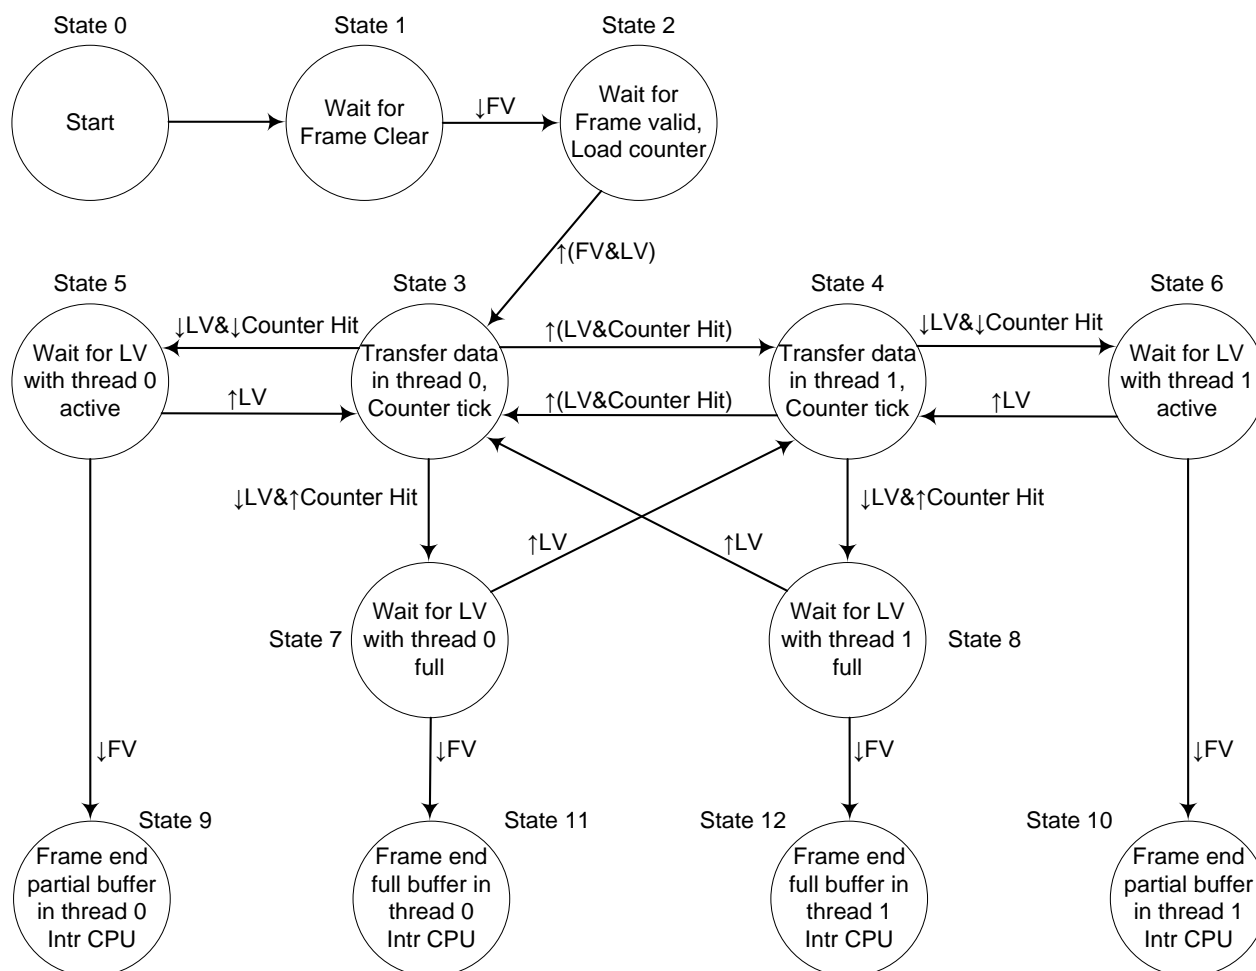 State 0
State 1
State 2
Start
Wait for
Frame Clear
↓FV
Wait for
Frame valid,
Load counter
↑(FV&LV)
State 5
State 3
State 4
State 6
↓LV&↓Counter Hit
↑(LV&Counter Hit)
↓LV&↓Counter Hit
Wait for LV
with thread 0
active
↑LV
Transfer data
in thread 0,
Counter tick
↑(LV&Counter Hit)
Transfer data
in thread 1,
Counter tick
↑LV
Wait for LV
with thread 1
active
↓LV&↑Counter Hit
↓LV&↑Counter Hit
↑LV
↑LV
State 7
Wait for LV
with thread 0
full
Wait for LV
with thread 1
full
State 8
↓FV
↓FV
↓FV
↓FV
State 9
State 11
State 12
State 10
Frame end
partial buffer
in thread 0
Intr CPU
Frame end
full buffer in
thread 0
Intr CPU
Frame end
full buffer in
thread 1
Intr CPU
Frame end
partial buffer
in thread 1
Intr CPU